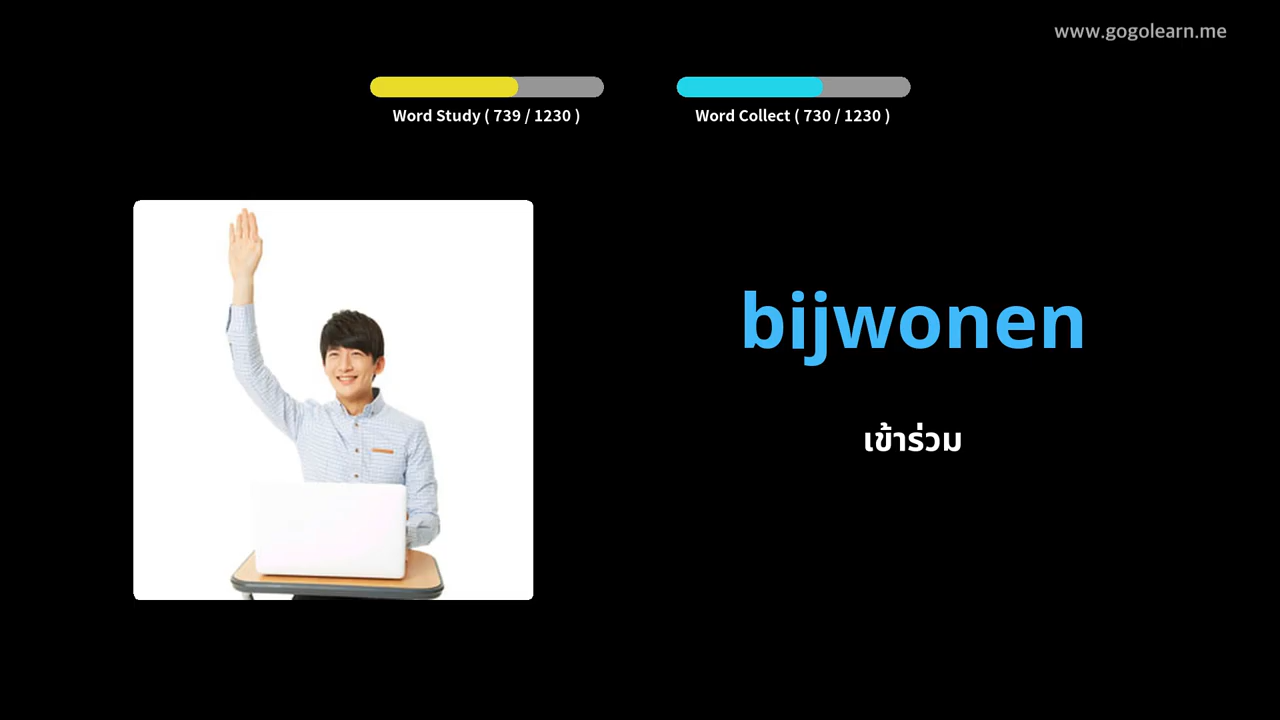 www.gogolearn.me
Word Study ( 739 / 1230 )
Word Collect ( 730 / 1230 )
bijwonen
เข้าร่วม